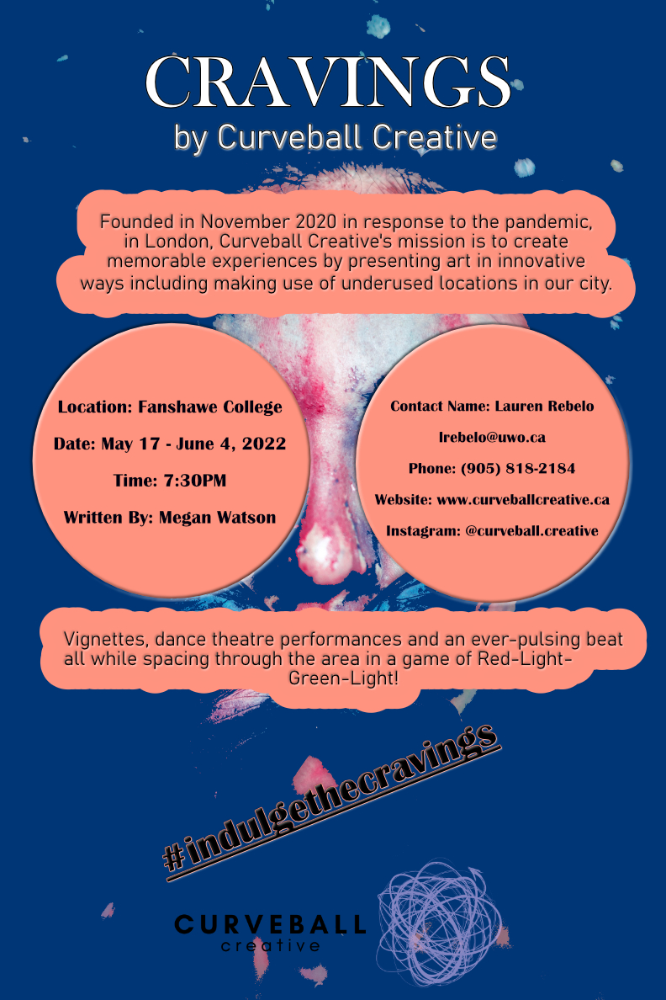 CRAVINGS
by Curveball Creative
Founded in November 2020 in response to the pandemic,
in London, Curveball Creative's mission is to create
memorable experiences by presenting art in innovative
ways including making use of underused locations in our city.
Location: Fanshawe College
Date: May 17 - June 4, 2022
Time: 7:30PM
Written By: Megan Watson
Contact Name: Lauren Rebelo
lrebelo@uwo.ca
Phone: (905) 818-2184
Website: www.curveballcreative.ca
Instagram: @curveball.creative
Vignettes, dance theatre performances and an ever-pulsing beat
all while spacing through the area in a game of Red-Light-
Green-Light!
#indulgethecravings
CURVEBALL
creative